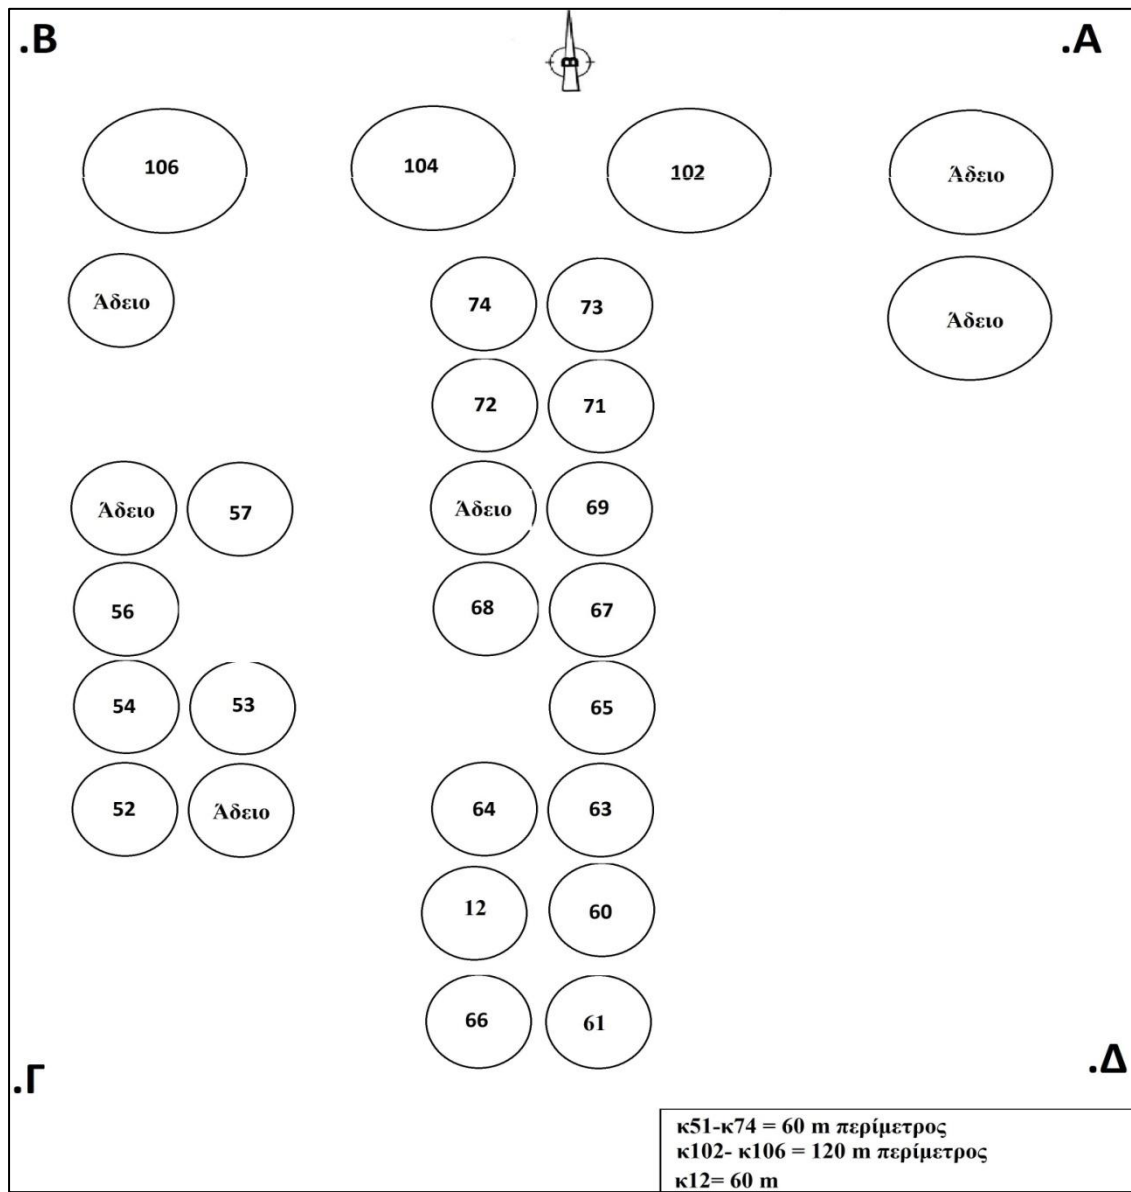 .Β .Α
Β
106 104 102 Άδειο
Άδειο 74 73 Άδειο
72 71
Άδειο 57 Άδειο 69
56 68 67
54 53 65
52 Άδειο 64 63
12 60
66 61
.Γ .Δ
κ51-κ74 = 60 m περίμετρος
κ102- κ106 = 120 m περίμετρος
κ12= 60 m